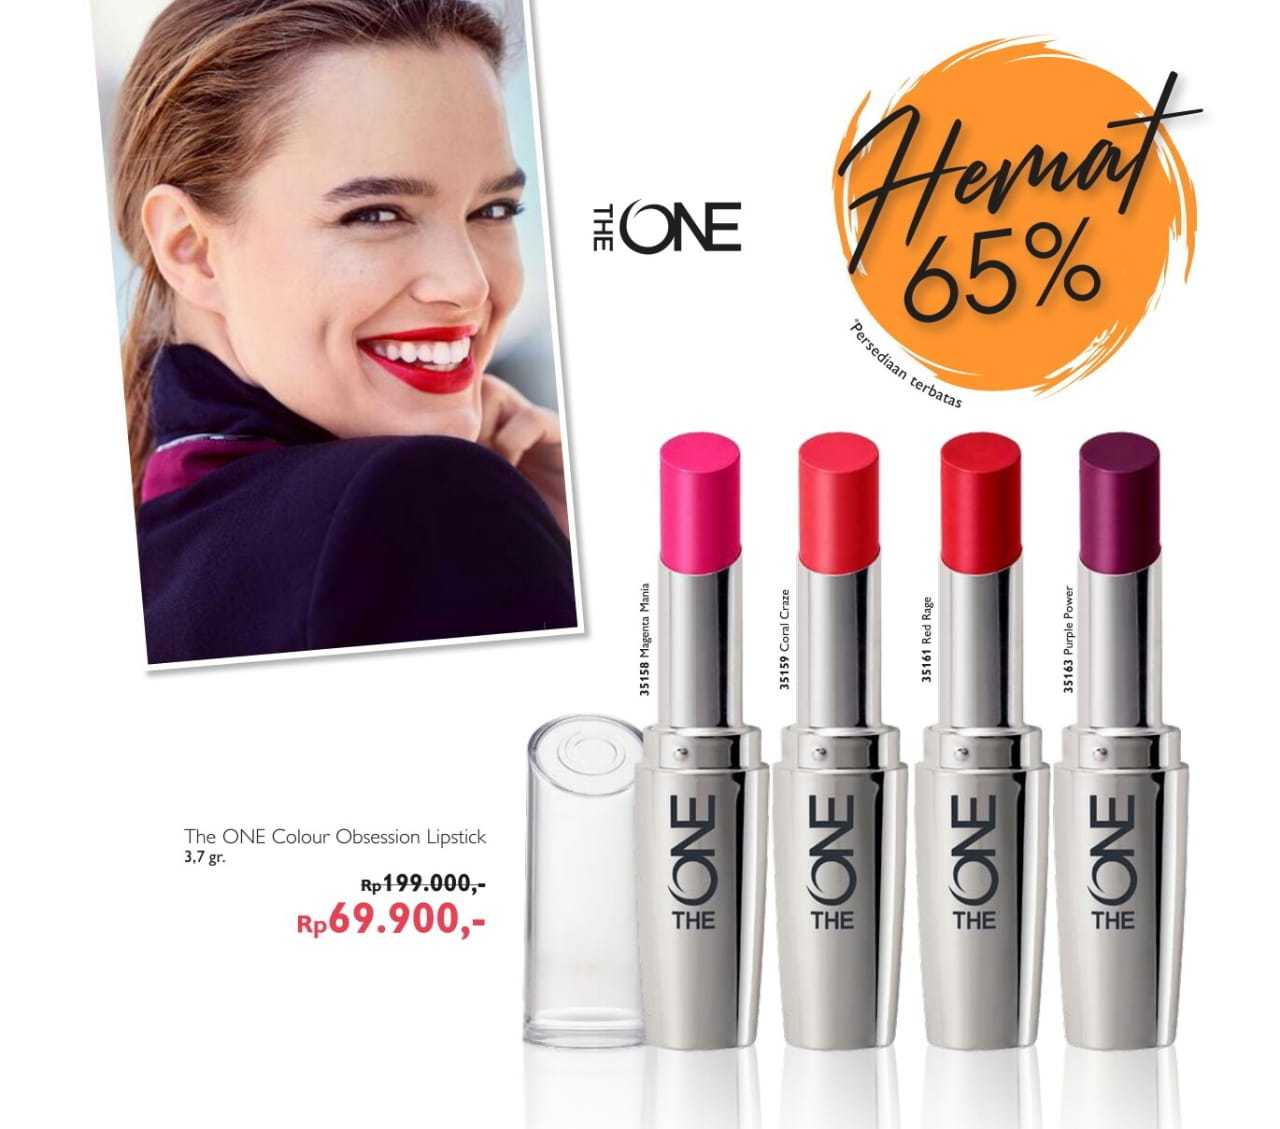 THE ONE
Hemat
65%
*Persediaan terbatas
35158 Magenta Mania
35159 Coral Craze
35161 Red Rage
35163 Purple Power
The ONE Colour Obsession Lipstick
3,7 gr.
Rp199.000,-
Rp69.900,-
THE ONE
THE ONE
THE ONE
THE ONE